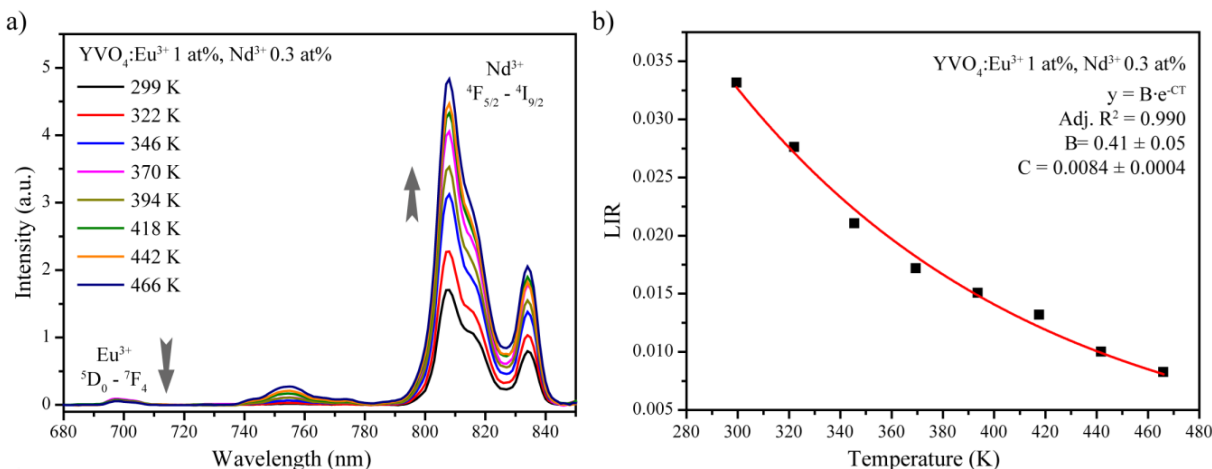 a)
YVO₄:Eu³⁺ 1 at%, Nd³⁺ 0.3 at%
299 K
322 K
346 K
370 K
394 K
418 K
442 K
466 K
Nd³⁺
⁴F₅/₂ - ⁴I₉/₂
Eu³⁺
⁵D₀ - ⁷F₄
Intensity (a.u.)
5
4
3
2
1
0
680 700 720 740 760 780 800 820 840
Wavelength (nm)
b)
YVO₄:Eu³⁺ 1 at%, Nd³⁺ 0.3 at%
y = B·e⁻ᶜᵀ
Adj. R² = 0.990
B= 0.41 ± 0.05
C = 0.0084 ± 0.0004
LIR
0.035
0.030
0.025
0.020
0.015
0.010
0.005
280 300 320 340 360 380 400 420 440 460 480
Temperature (K)